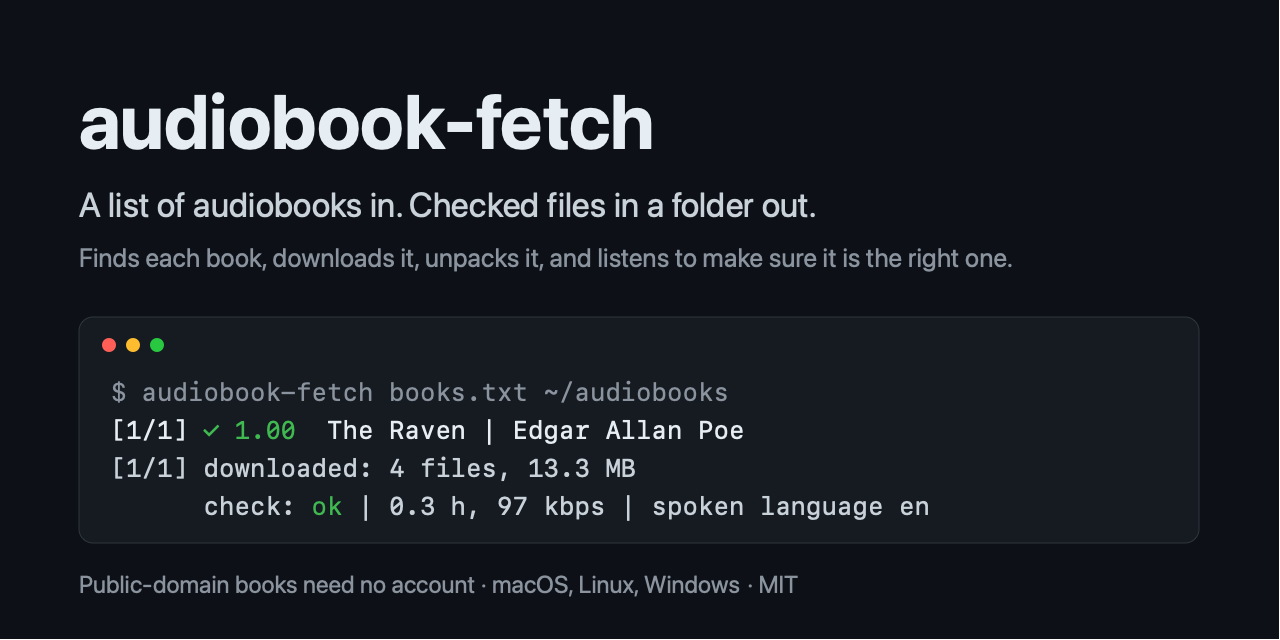 audiobook-fetch
A list of audiobooks in. Checked files in a folder out.
Finds each book, downloads it, unpacks it, and listens to make sure it is the right one.
$ audiobook-fetch books.txt ~/audiobooks
[1/1] ✓ 1.00  The Raven | Edgar Allan Poe
[1/1] downloaded: 4 files, 13.3 MB
check: ok | 0.3 h, 97 kbps | spoken language en
Public-domain books need no account · macOS, Linux, Windows · MIT